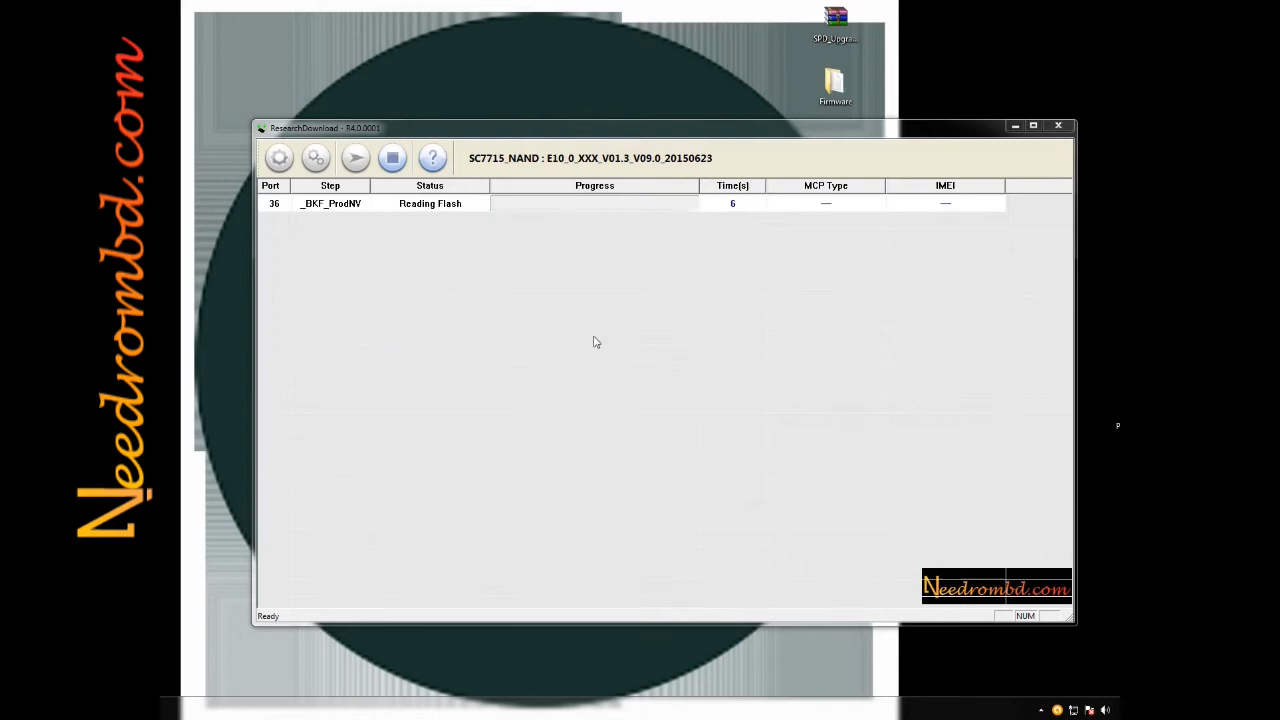 Needrombd.com
SPD_Upgra...
Firmware
ResearchDownload - R4.0.0001
SC7715_NAND : E10_0_XXX_V01.3_V09.0_20150623
Port Step Status Progress Time(s) MCP Type IMEI
36 _BKF_ProdNV Reading Flash 6 — —
P
Needrombd.com
Ready NUM